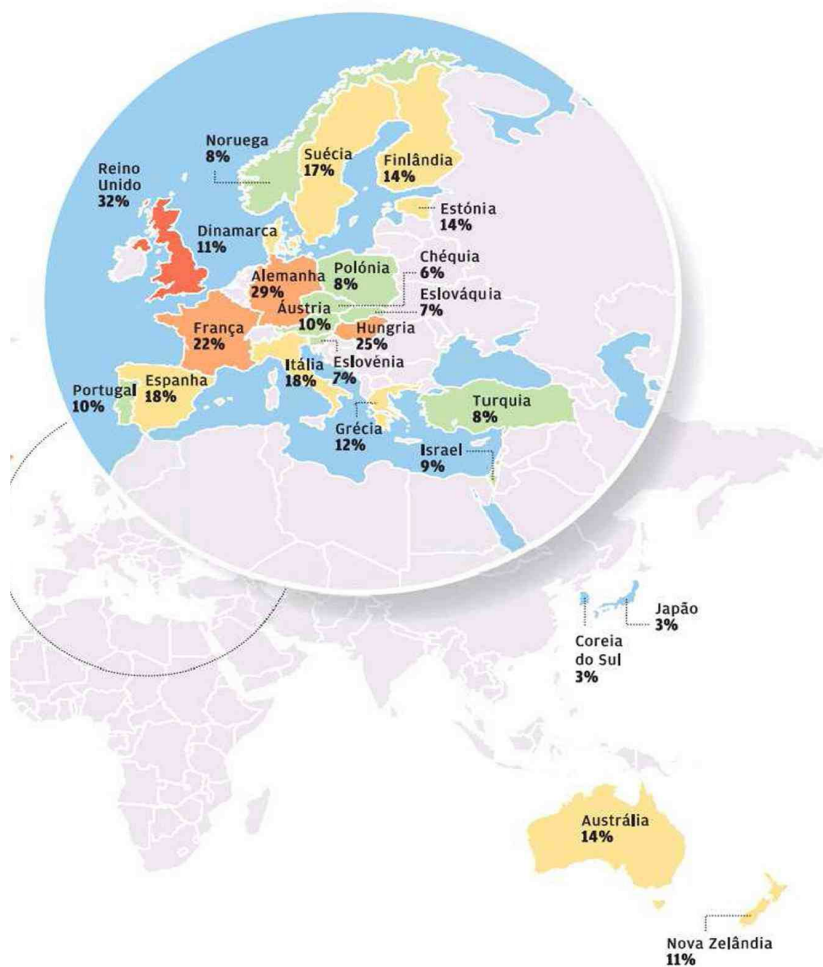 Noruega
8%
Suécia
17%
Finlândia
14%
Reino
Unido
32%
Estónia
14%
Dinamarca
11%
Chéquia
6%
Alemanha
29%
Polónia
8%
Eslováquia
7%
Áustria
10%
França
22%
Hungria
25%
Itália
18%
Eslovénia
7%
Portugal
10%
Espanha
18%
Turquia
8%
Grécia
12%
Israel
9%
Japão
3%
Coreia
do Sul
3%
Austrália
14%
Nova Zelândia
11%